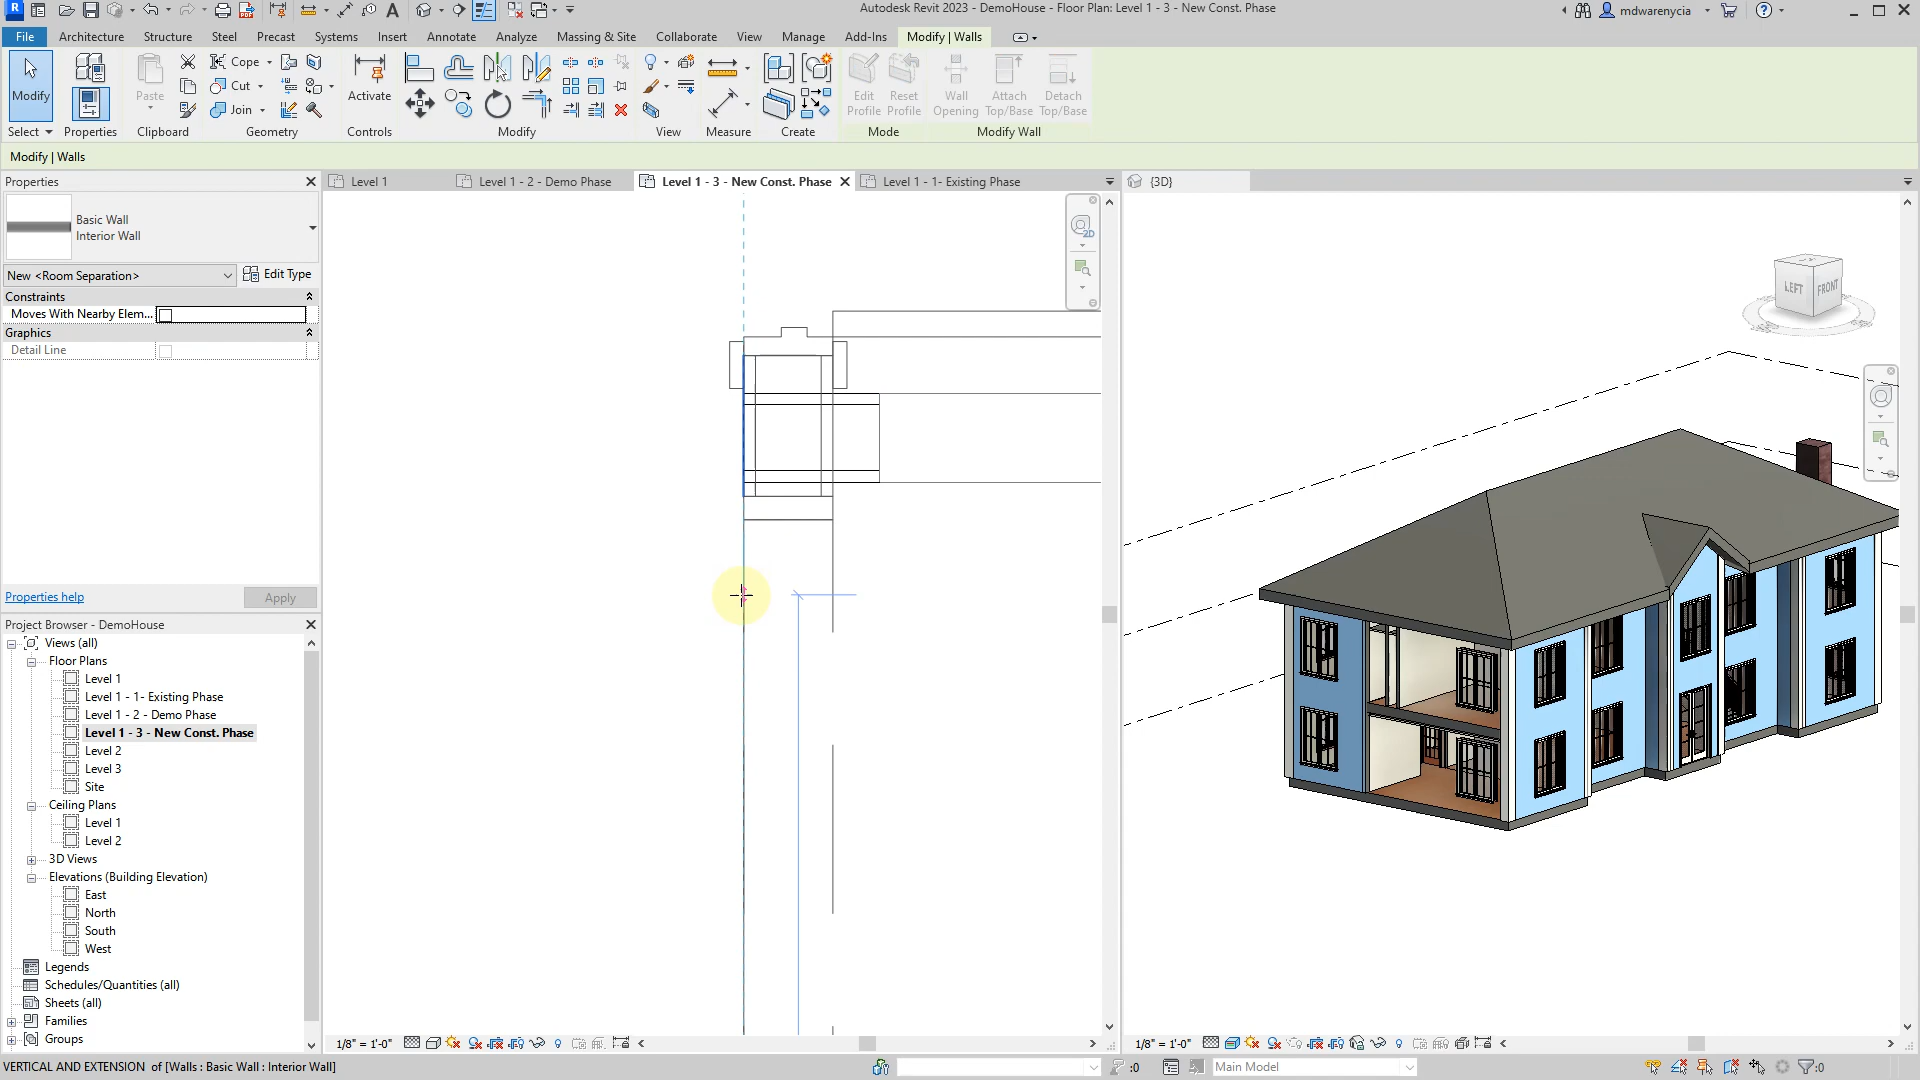 Autodesk Revit 2023 - DemoHouse - Floor Plan: Level 1 - 3 - New Const. Phase
mdwarenycia
File
Architecture
Structure
Steel
Precast
Systems
Insert
Annotate
Analyze
Massing & Site
Collaborate
View
Manage
Add-Ins
Modify | Walls
Modify
Paste
Cope
Cut
Join
Activate
Edit Profile
Reset Profile
Wall Opening
Attach Top/Base
Detach Top/Base
Select
Properties
Clipboard
Geometry
Controls
Modify
View
Measure
Create
Mode
Modify Wall
Modify | Walls
Properties
Level 1
Level 1 - 2 - Demo Phase
Level 1 - 3 - New Const. Phase
Level 1 - 1- Existing Phase
{3D}
Basic Wall
Interior Wall
New <Room Separation>
Edit Type
Constraints
Moves With Nearby Elem...
Graphics
Detail Line
2D
LEFT
FRONT
Properties help
Apply
Project Browser - DemoHouse
Views (all)
Floor Plans
Level 1
Level 1 - 1- Existing Phase
Level 1 - 2 - Demo Phase
Level 1 - 3 - New Const. Phase
Level 2
Level 3
Site
Ceiling Plans
Level 1
Level 2
3D Views
Elevations (Building Elevation)
East
North
South
West
Legends
Schedules/Quantities (all)
Sheets (all)
Families
Groups
1/8" = 1'-0"
1/8" = 1'-0"
VERTICAL AND EXTENSION of [Walls : Basic Wall : Interior Wall]
:0
Main Model
:0